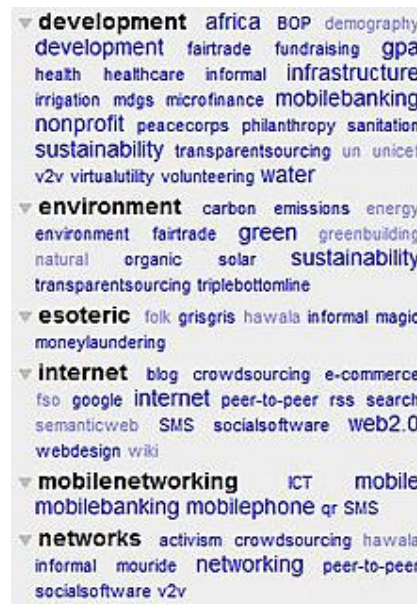 development africa BOP demography
development fairtrade fundraising gpa
health healthcare informal infrastructure
irrigation mdgs microfinance mobilebanking
nonprofit peacecorps philanthropy sanitation
sustainability transparentsourcing un unicef
v2v virtualutility volunteering water
environment carbon emissions energy
environment fairtrade green greenbuilding
natural organic solar sustainability
transparentsourcing triplebottomline
esoteric folk grisgris hawala informal magic
moneylaundering
internet blog crowdsourcing e-commerce
fso google internet peer-to-peer rss search
semanticweb SMS socialsoftware web2.0
webdesign wiki
mobilenetworking ICT mobile
mobilebanking mobilephone qr SMS
networks activism crowdsourcing hawala
informal mouride networking peer-to-peer
socialsoftware v2v